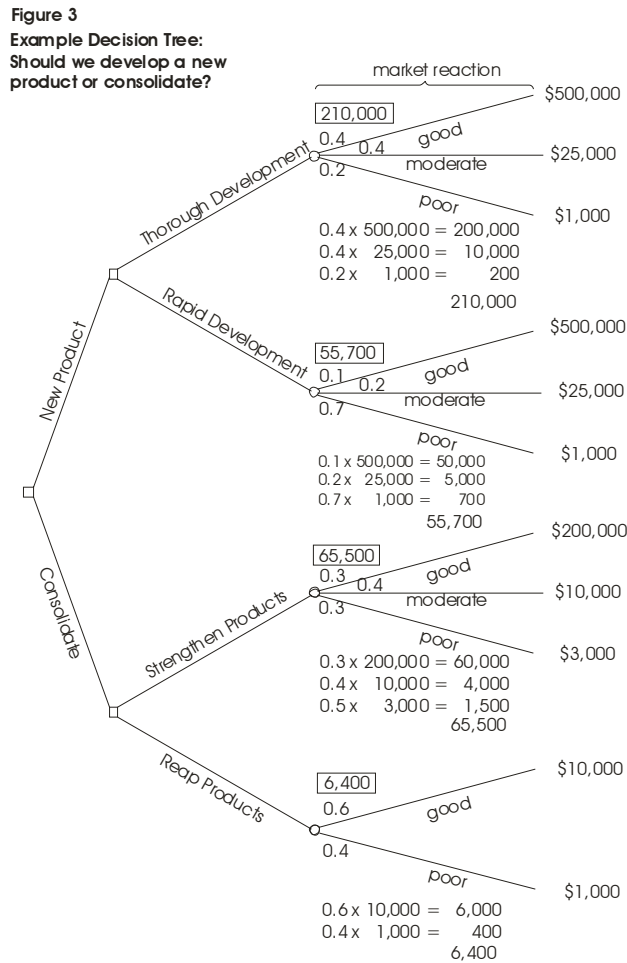 Figure 3
Example Decision Tree:
Should we develop a new
product or consolidate?
market reaction
210,000
0.4
0.4
0.2
good
moderate
poor
$500,000
$25,000
$1,000
Thorough Development
0.4 x 500,000 = 200,000
0.4 x 25,000 = 10,000
0.2 x 1,000 = 200
210,000
New Product
Rapid Development
55,700
0.1
0.2
0.7
good
moderate
poor
$500,000
$25,000
$1,000
0.1 x 500,000 = 50,000
0.2 x 25,000 = 5,000
0.7 x 1,000 = 700
55,700
Consolidate
Strengthen Products
65,500
0.3
0.4
0.3
good
moderate
poor
$200,000
$10,000
$3,000
0.3 x 200,000 = 60,000
0.4 x 10,000 = 4,000
0.5 x 3,000 = 1,500
65,500
Reap Products
6,400
0.6
0.4
good
poor
$10,000
$1,000
0.6 x 10,000 = 6,000
0.4 x 1,000 = 400
6,400